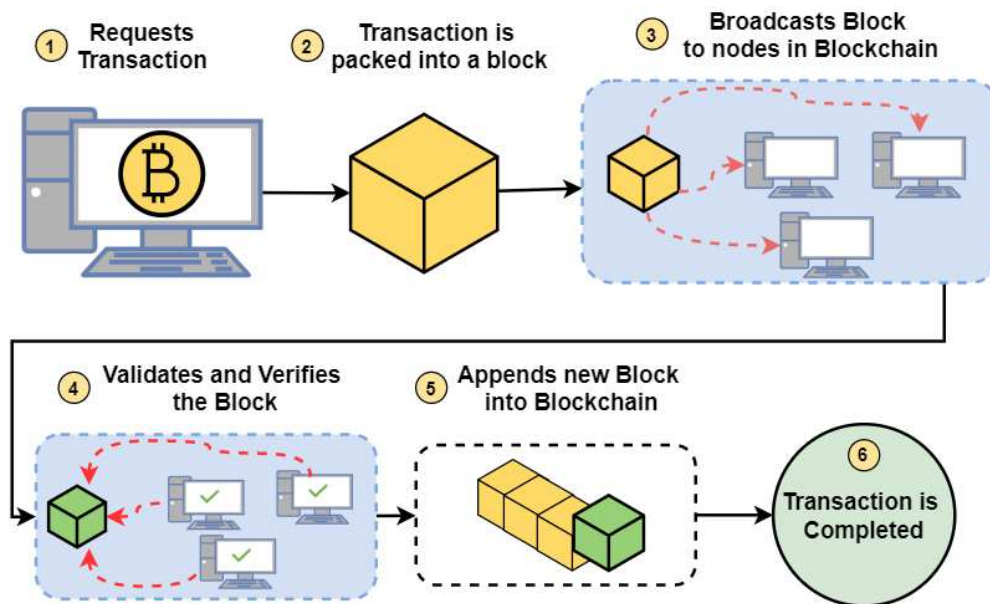 1
Requests
Transaction
2
Transaction is
packed into a block
3
Broadcasts Block
to nodes in Blockchain
4
Validates and Verifies
the Block
5
Appends new Block
into Blockchain
6
Transaction is
Completed